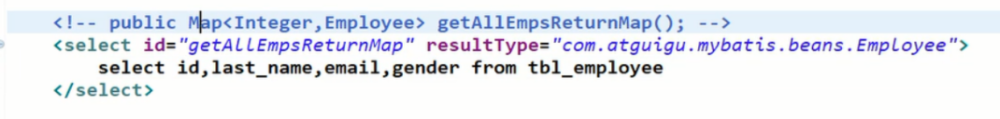 <!-- public Map<Integer,Employee> getAllEmpsReturnMap(); -->
<select id="getAllEmpsReturnMap" resultType="com.atguigu.mybatis.beans.Employee">
select id,last_name,email,gender from tbl_employee
</select>